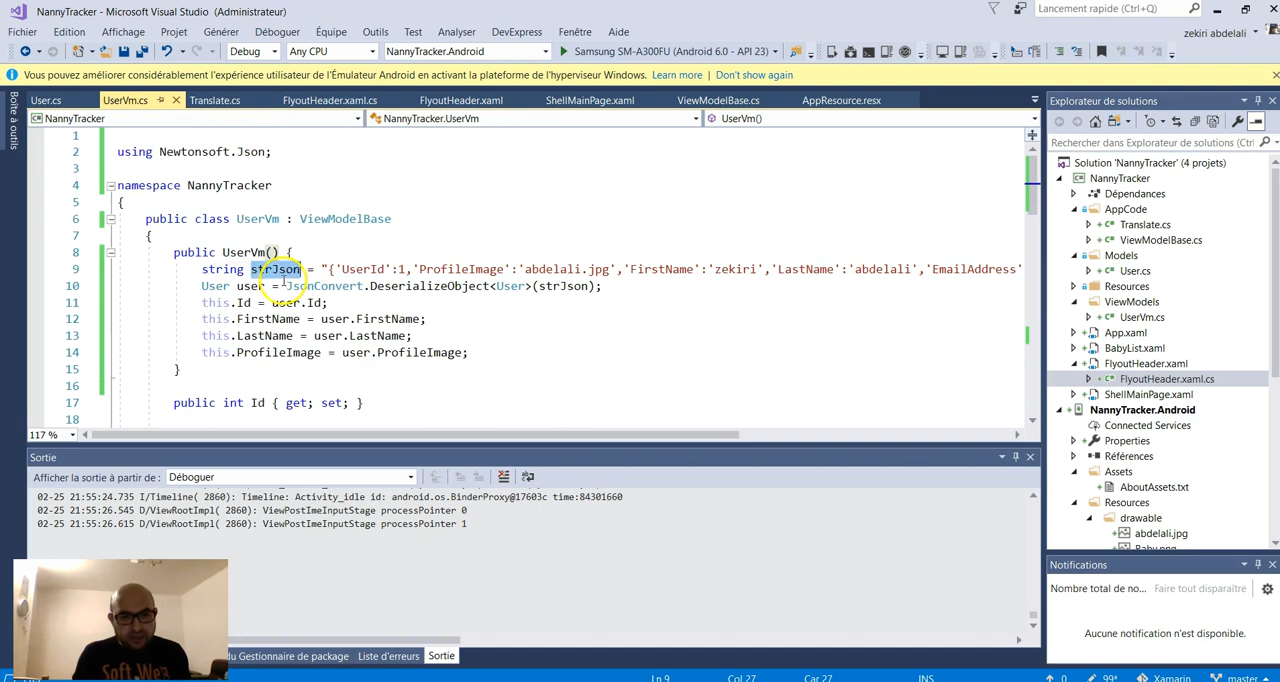 NannyTracker - Microsoft Visual Studio (Administrateur)
Lancement rapide (Ctrl+Q)
Fichier Edition Affichage Projet Générer Déboguer Équipe Outils Test Analyser DevExpress Fenêtre Aide
zekiri abdelali
Debug Any CPU NannyTracker.Android Samsung SM-A300FU (Android 6.0 - API 23)
Vous pouvez améliorer considérablement l'expérience utilisateur de l'Émulateur Android en activant la plateforme de l'hyperviseur Windows. Learn more | Don't show again
Boîte à outils
User.cs UserVm.cs Translate.cs FlyoutHeader.xaml.cs FlyoutHeader.xaml ShellMainPage.xaml ViewModelBase.cs AppResource.resx
NannyTracker NannyTracker.UserVm UserVm()
1
2 using Newtonsoft.Json;
3
4 namespace NannyTracker
5 {
6 public class UserVm : ViewModelBase
7 {
8 public UserVm() {
9 string strJson = "{'UserId':1,'ProfileImage':'abdelali.jpg','FirstName':'zekiri','LastName':'abdelali','EmailAddress'
10 User user = JsonConvert.DeserializeObject<User>(strJson);
11 this.Id = user.Id;
12 this.FirstName = user.FirstName;
13 this.LastName = user.LastName;
14 this.ProfileImage = user.ProfileImage;
15 }
16
17 public int Id { get; set; }
18
117 %
Sortie
Afficher la sortie à partir de : Déboguer
02-25 21:55:24.735 I/Timeline( 2860): Timeline: Activity_idle id: android.os.BinderProxy@17603c time:84301660
02-25 21:55:26.545 D/ViewRootImpl( 2860): ViewPostImeInputStage processPointer 0
02-25 21:55:26.615 D/ViewRootImpl( 2860): ViewPostImeInputStage processPointer 1
Soft Web
du Gestionnaire de package Liste d'erreurs Sortie
Ln 9 Col 27 Car 27 INS 0 99* Xamarin master
Explorateur de solutions
Rechercher dans Explorateur de solutions (Ctrl
Solution 'NannyTracker' (4 projets)
NannyTracker
Dépendances
AppCode
Translate.cs
ViewModelBase.cs
Models
User.cs
Resources
ViewModels
UserVm.cs
App.xaml
BabyList.xaml
FlyoutHeader.xaml
FlyoutHeader.xaml.cs
ShellMainPage.xaml
NannyTracker.Android
Connected Services
Properties
Références
Assets
AboutAssets.txt
Resources
drawable
abdelali.jpg
Baby.png
Notifications
Nombre total de no... Faire tout disparaître
Aucune notification n'est disponible.